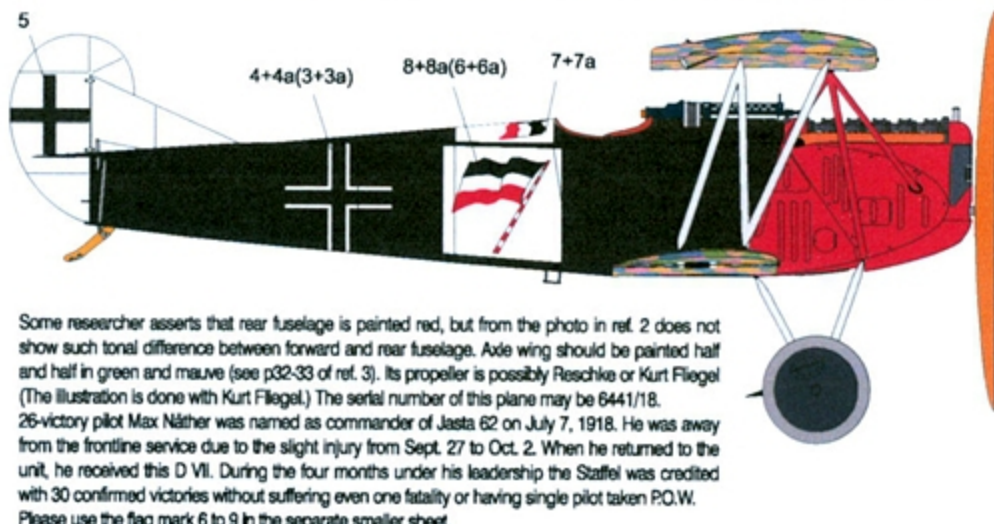 5
4+4a(3+3a)
8+8a(6+6a)
7+7a
Some researcher asserts that rear fuselage is painted red, but from the photo in ref. 2 does not
show such tonal difference between forward and rear fuselage. Axle wing should be painted half
and half in green and mauve (see p32-33 of ref. 3). Its propeller is possibly Reschke or Kurt Fliegel
(The illustration is done with Kurt Fliegel.) The serial number of this plane may be 6441/18.
26-victory pilot Max Näther was named as commander of Jasta 62 on July 7, 1918. He was away
from the frontline service due to the slight injury from Sept. 27 to Oct. 2. When he returned to the
unit, he received this D VII. During the four months under his leadership the Staffel was credited
with 30 confirmed victories without suffering even one fatality or having single pilot taken P.O.W.
Please use the flag mark 6 to 9 in the separate smaller sheet